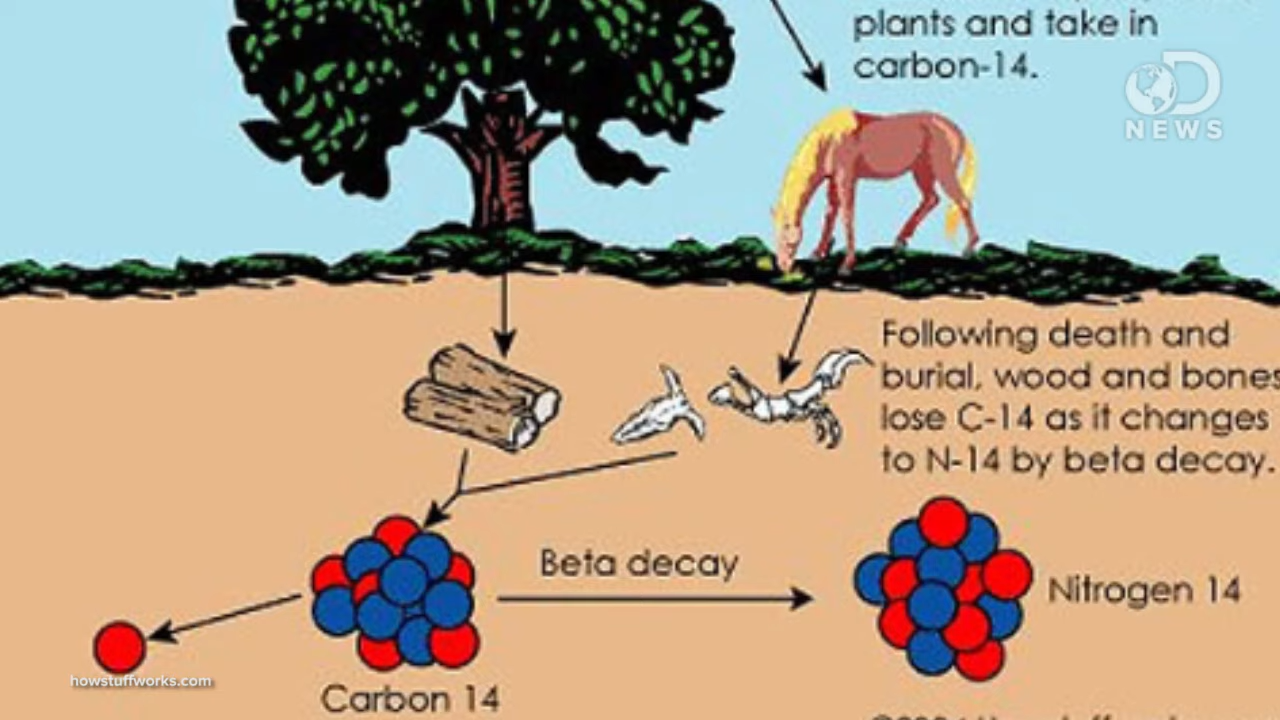 plants and take in
carbon-14.
D
NEWS
Following death and
burial, wood and bones
lose C-14 as it changes
to N-14 by beta decay.
Beta decay
Nitrogen 14
howstuffworks.com
Carbon 14